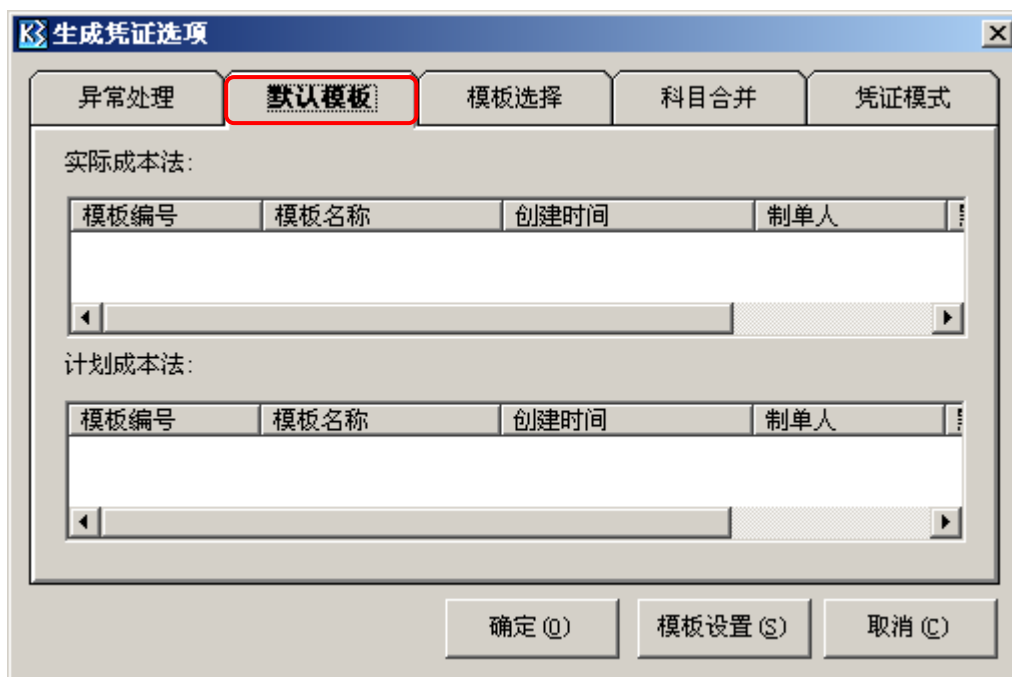 K3 生成凭证选项
异常处理 默认模板 模板选择 科目合并 凭证模式
实际成本法:
模板编号 模板名称 创建时间 制单人
计划成本法:
模板编号 模板名称 创建时间 制单人
确定(O) 模板设置(S) 取消(C)